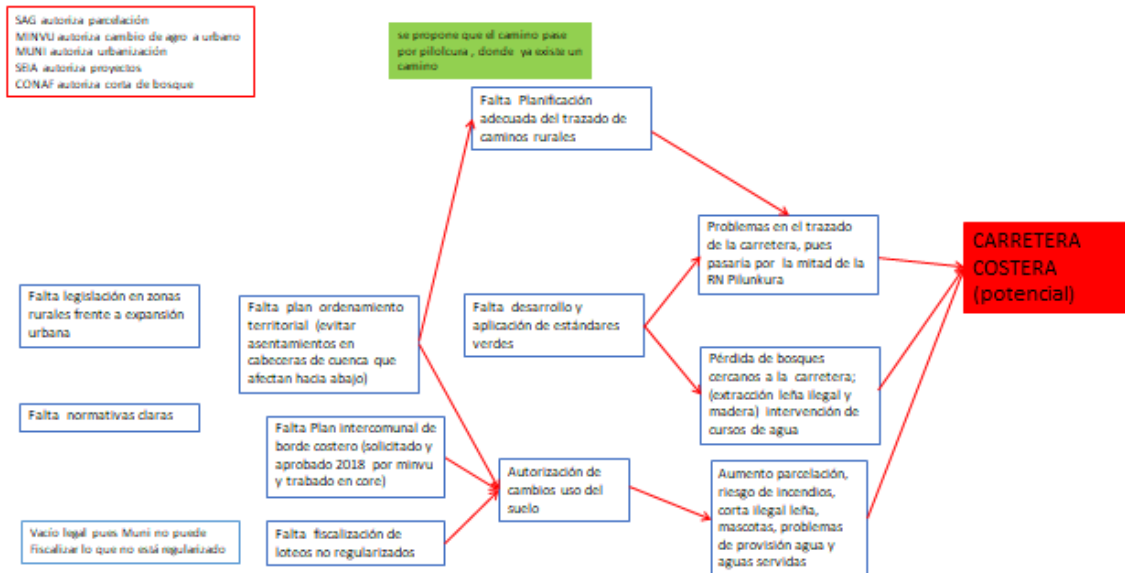 SAG autoriza parcelación
MINVU autoriza cambio de agro a urbano
MUNI autoriza urbanización
SEIA autoriza proyectos
CONAF autoriza corta de bosque
se propone que el camino pase
por pilolcura , donde ya existe un
camino
Falta Planificación
adecuada del trazado de
caminos rurales
Problemas en el trazado
de la carretera, pues
pasaría por la mitad de la
RN Pilunkura
CARRETERA
COSTERA
(potencial)
Falta legislación en zonas
rurales frente a expansión
urbana
Falta plan ordenamiento
territorial (evitar
asentamientos en
cabeceras de cuenca que
afectan hacia abajo)
Falta desarrollo y
aplicación de estándares
verdes
Pérdida de bosques
cercanos a la carretera;
(extracción leña ilegal y
madera) intervención de
cursos de agua
Falta normativas claras
Falta Plan intercomunal de
borde costero (solicitado y
aprobado 2018 por minvu
y trabado en core)
Autorización de
cambios uso del
suelo
Aumento parcelación,
riesgo de incendios,
corta ilegal leña,
mascotas, problemas
de provisión agua y
aguas servidas
Vacío legal pues Muni no puede
Fiscalizar lo que no está regularizado
Falta fiscalización de
loteos no regularizados